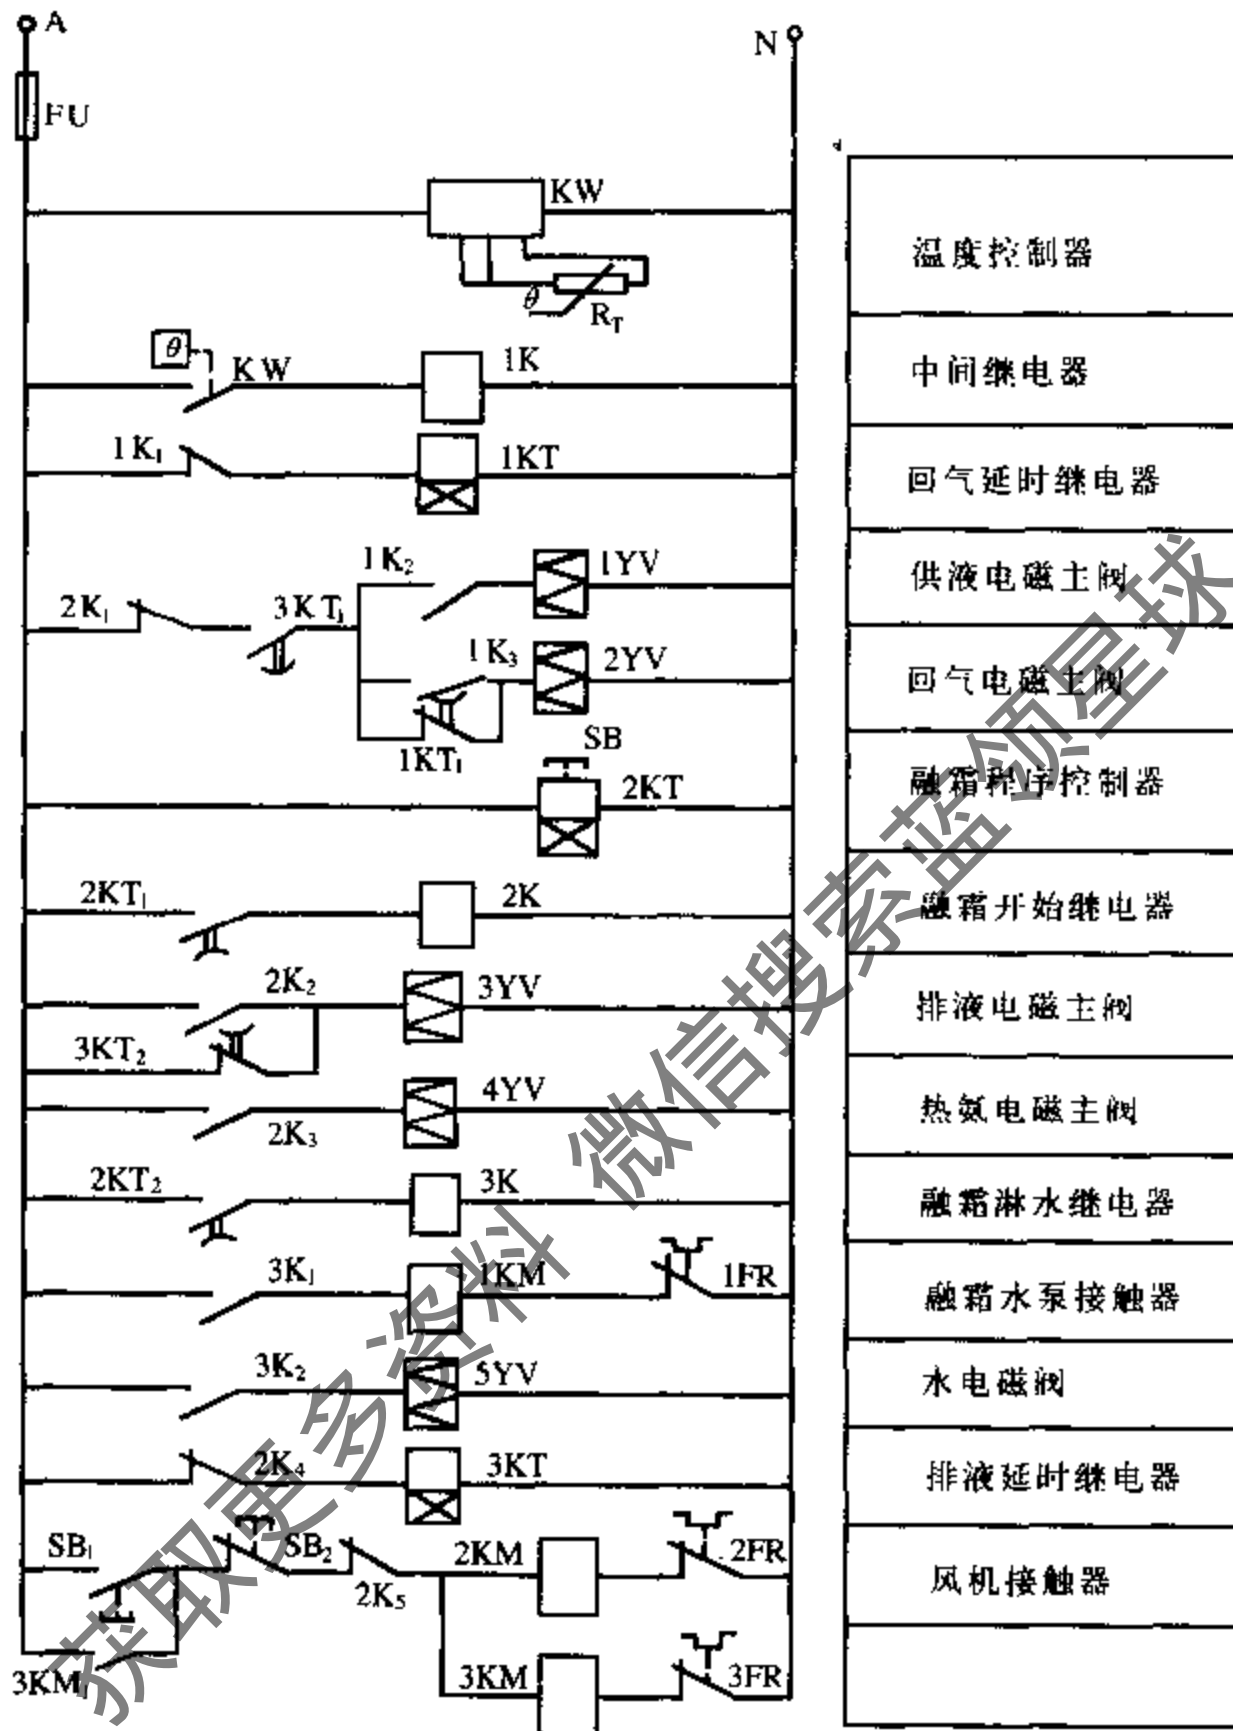 A
N
FU
KW
θ
R_T
温度控制器
θ
KW
1K
中间继电器
1K₁
1KT
回气延时继电器
1K₂
1YV
供液电磁主阀
2K₁
3KT₁
1K₃
2YV
回气电磁主阀
1KT₁
SB
2KT
融霜程序控制器
2KT₁
2K
融霜开始继电器
2K₂
3YV
排液电磁主阀
3KT₂
4YV
热氨电磁主阀
2K₃
2KT₂
3K
融霜淋水继电器
3K₁
1KM
1FR
融霜水泵接触器
3K₂
5YV
水电磁阀
2K₄
3KT
排液延时继电器
SB₁
SB₂
2K₅
2KM
2FR
风机接触器
3KM₁
3KM
3FR
获取更多资料 微信搜索蓝领星球